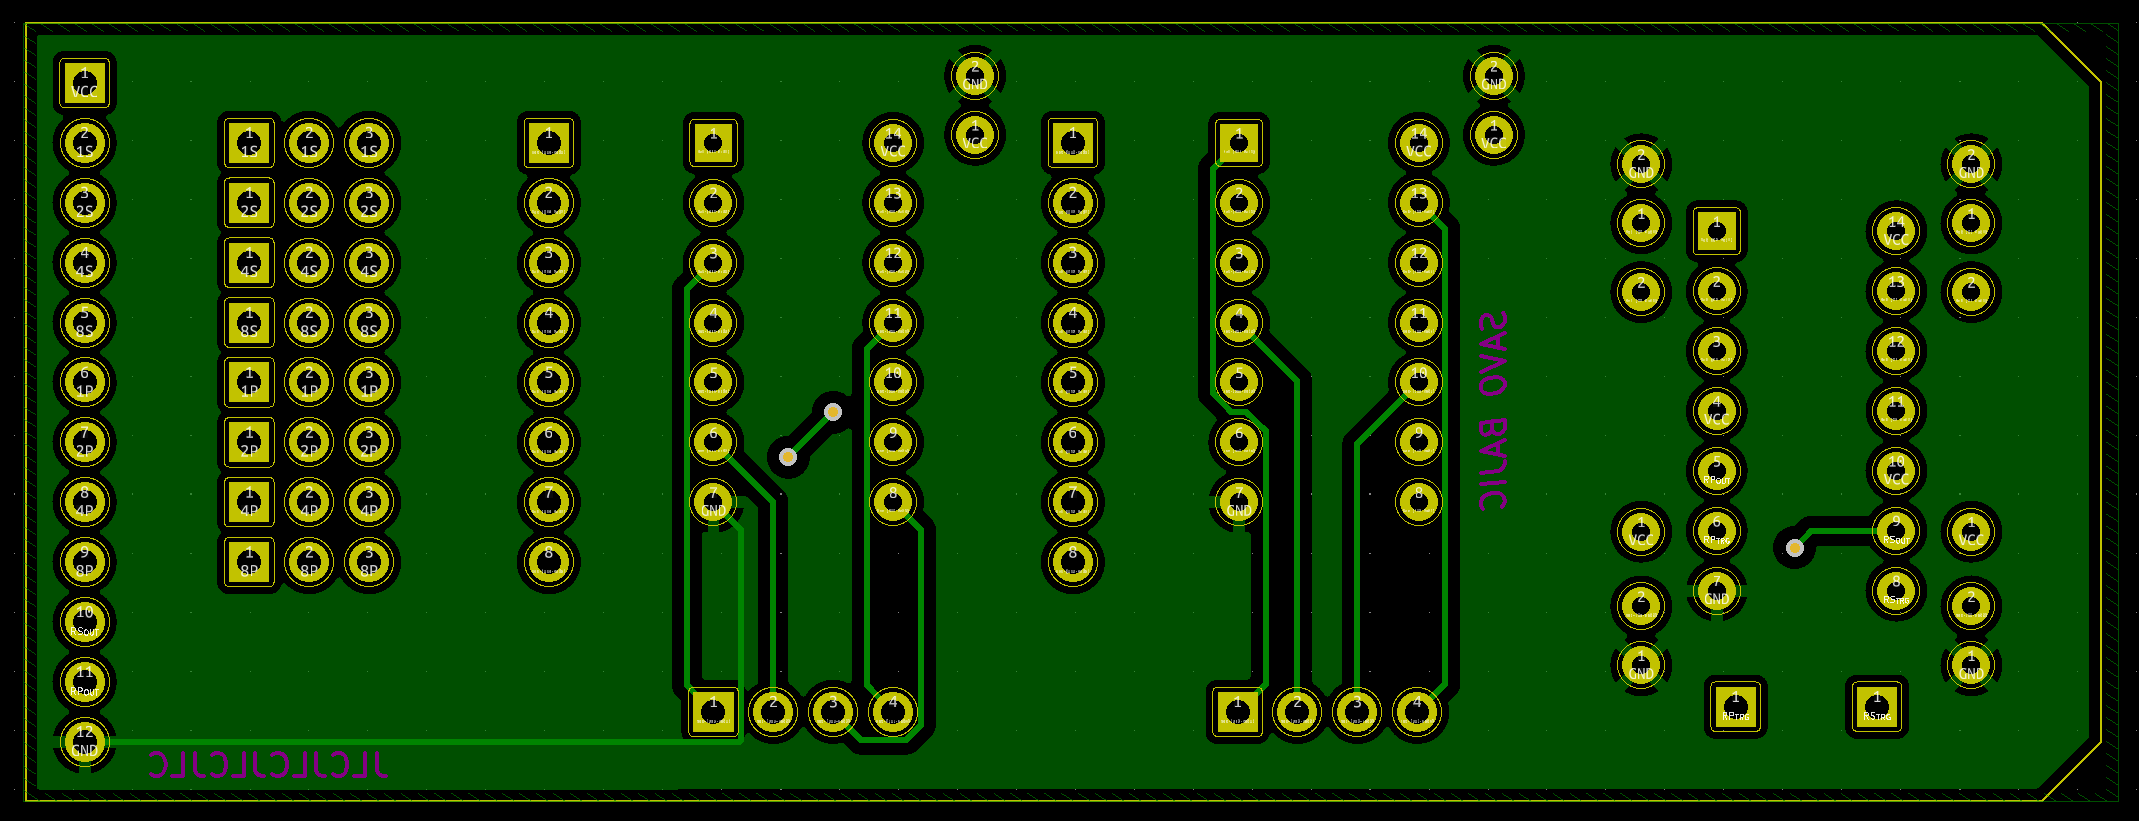 1
VCC
2
1S
3
2S
4
4S
5
8S
6
1P
7
2P
8
4P
9
8P
10
RSOUT
11
RPOUT
12
GND
1 2 3
1S 1S 1S
1 2 3
2S 2S 2S
1 2 3
4S 4S 4S
1 2 3
8S 8S 8S
1 2 3
1P 1P 1P
1 2 3
2P 2P 2P
1 2 3
4P 4P 4P
1 2 3
8P 8P 8P
JLCJLCJLCJLC
1
2
3
4
5
6
7
8
1
2
3
4
5
6
7
GND
14
VCC
13
12
11
10
9
8
1 2 3 4
2
GND
1
VCC
1
2
3
4
5
6
7
8
1
2
3
4
5
6
7
GND
14
VCC
13
12
11
10
9
8
1 2 3 4
2
GND
1
VCC
SAVO BAJIC
2
GND
1
2
1
VCC
2
1
GND
1
2
3
4
VCC
5
RPOUT
6
RPTRG
7
GND
14
VCC
13
12
11
10
VCC
9
RSOUT
8
RSTRG
2
GND
1
2
1
VCC
2
1
GND
1
RPTRG
1
RSTRG